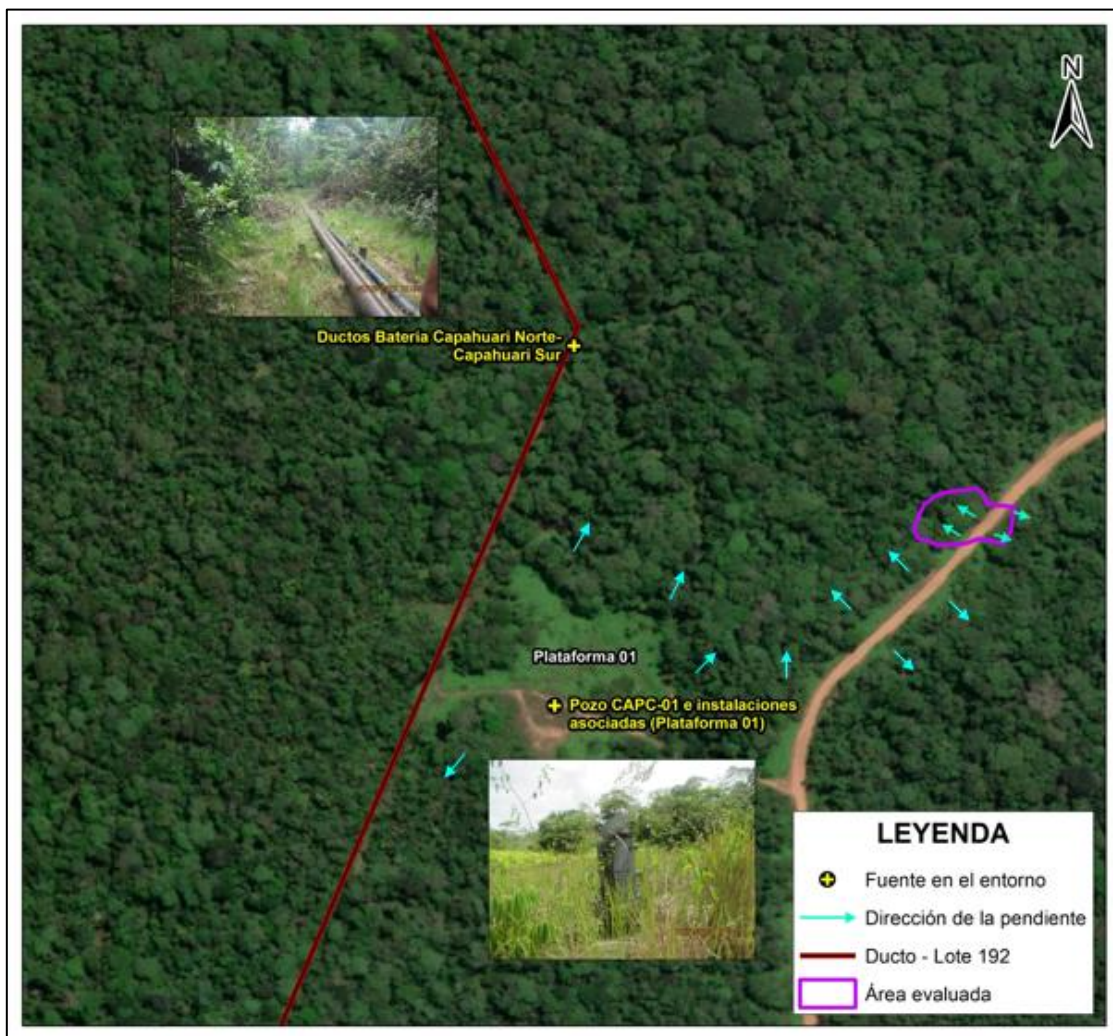 N
Ductos Bateria Capahuari Norte-
Capahuari Sur
Plataforma 01
Pozo CAPC-01 e instalaciones
asociadas (Plataforma 01)
LEYENDA
Fuente en el entorno
Dirección de la pendiente
Ducto - Lote 192
Área evaluada